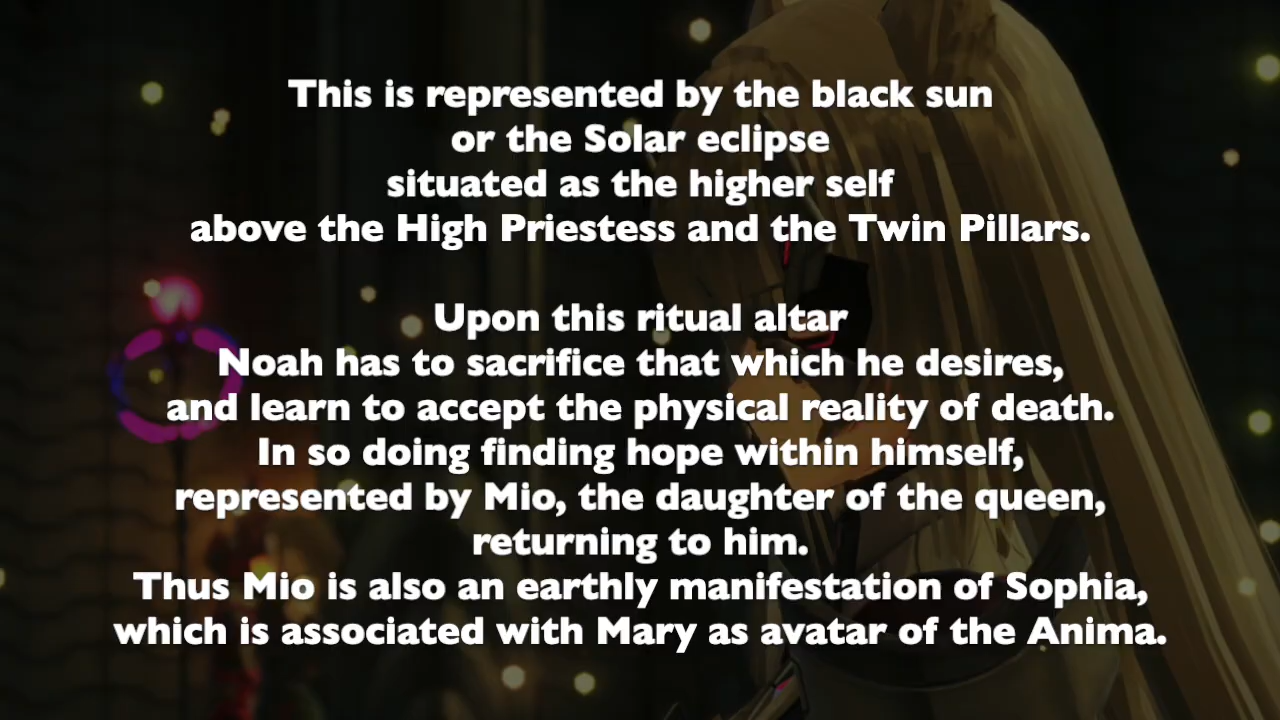 This is represented by the black sun
or the Solar eclipse
situated as the higher self
above the High Priestess and the Twin Pillars.
Upon this ritual altar
Noah has to sacrifice that which he desires,
and learn to accept the physical reality of death.
In so doing finding hope within himself,
represented by Mio, the daughter of the queen,
returning to him.
Thus Mio is also an earthly manifestation of Sophia,
which is associated with Mary as avatar of the Anima.